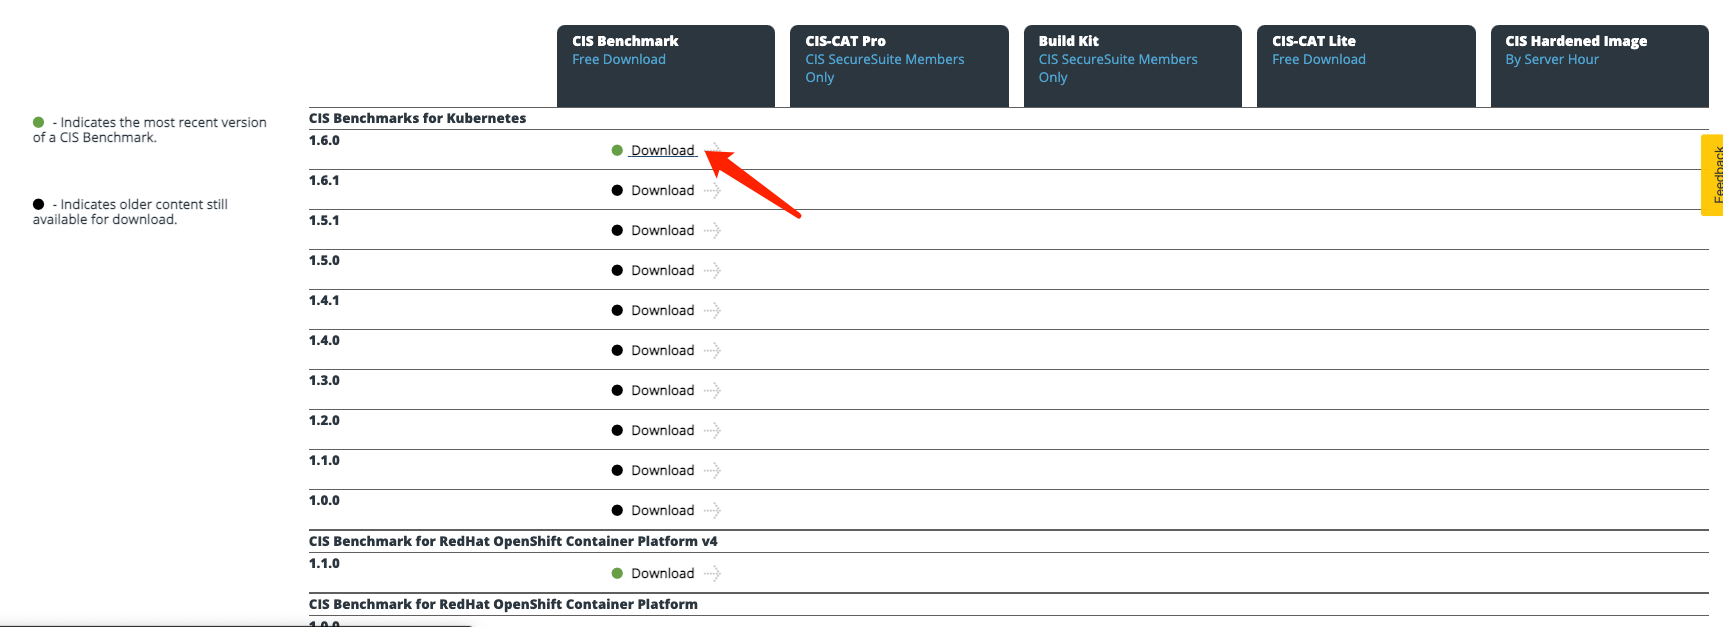 CIS Benchmark
Free Download
CIS-CAT Pro
CIS SecureSuite Members
Only
Build Kit
CIS SecureSuite Members
Only
CIS-CAT Lite
Free Download
CIS Hardened Image
By Server Hour
- Indicates the most recent version
of a CIS Benchmark.
- Indicates older content still
available for download.
CIS Benchmarks for Kubernetes
1.6.0
Download
1.6.1
Download
1.5.1
Download
1.5.0
Download
1.4.1
Download
1.4.0
Download
1.3.0
Download
1.2.0
Download
1.1.0
Download
1.0.0
Download
CIS Benchmark for RedHat OpenShift Container Platform v4
1.1.0
Download
CIS Benchmark for RedHat OpenShift Container Platform
1.0.0
Feedback